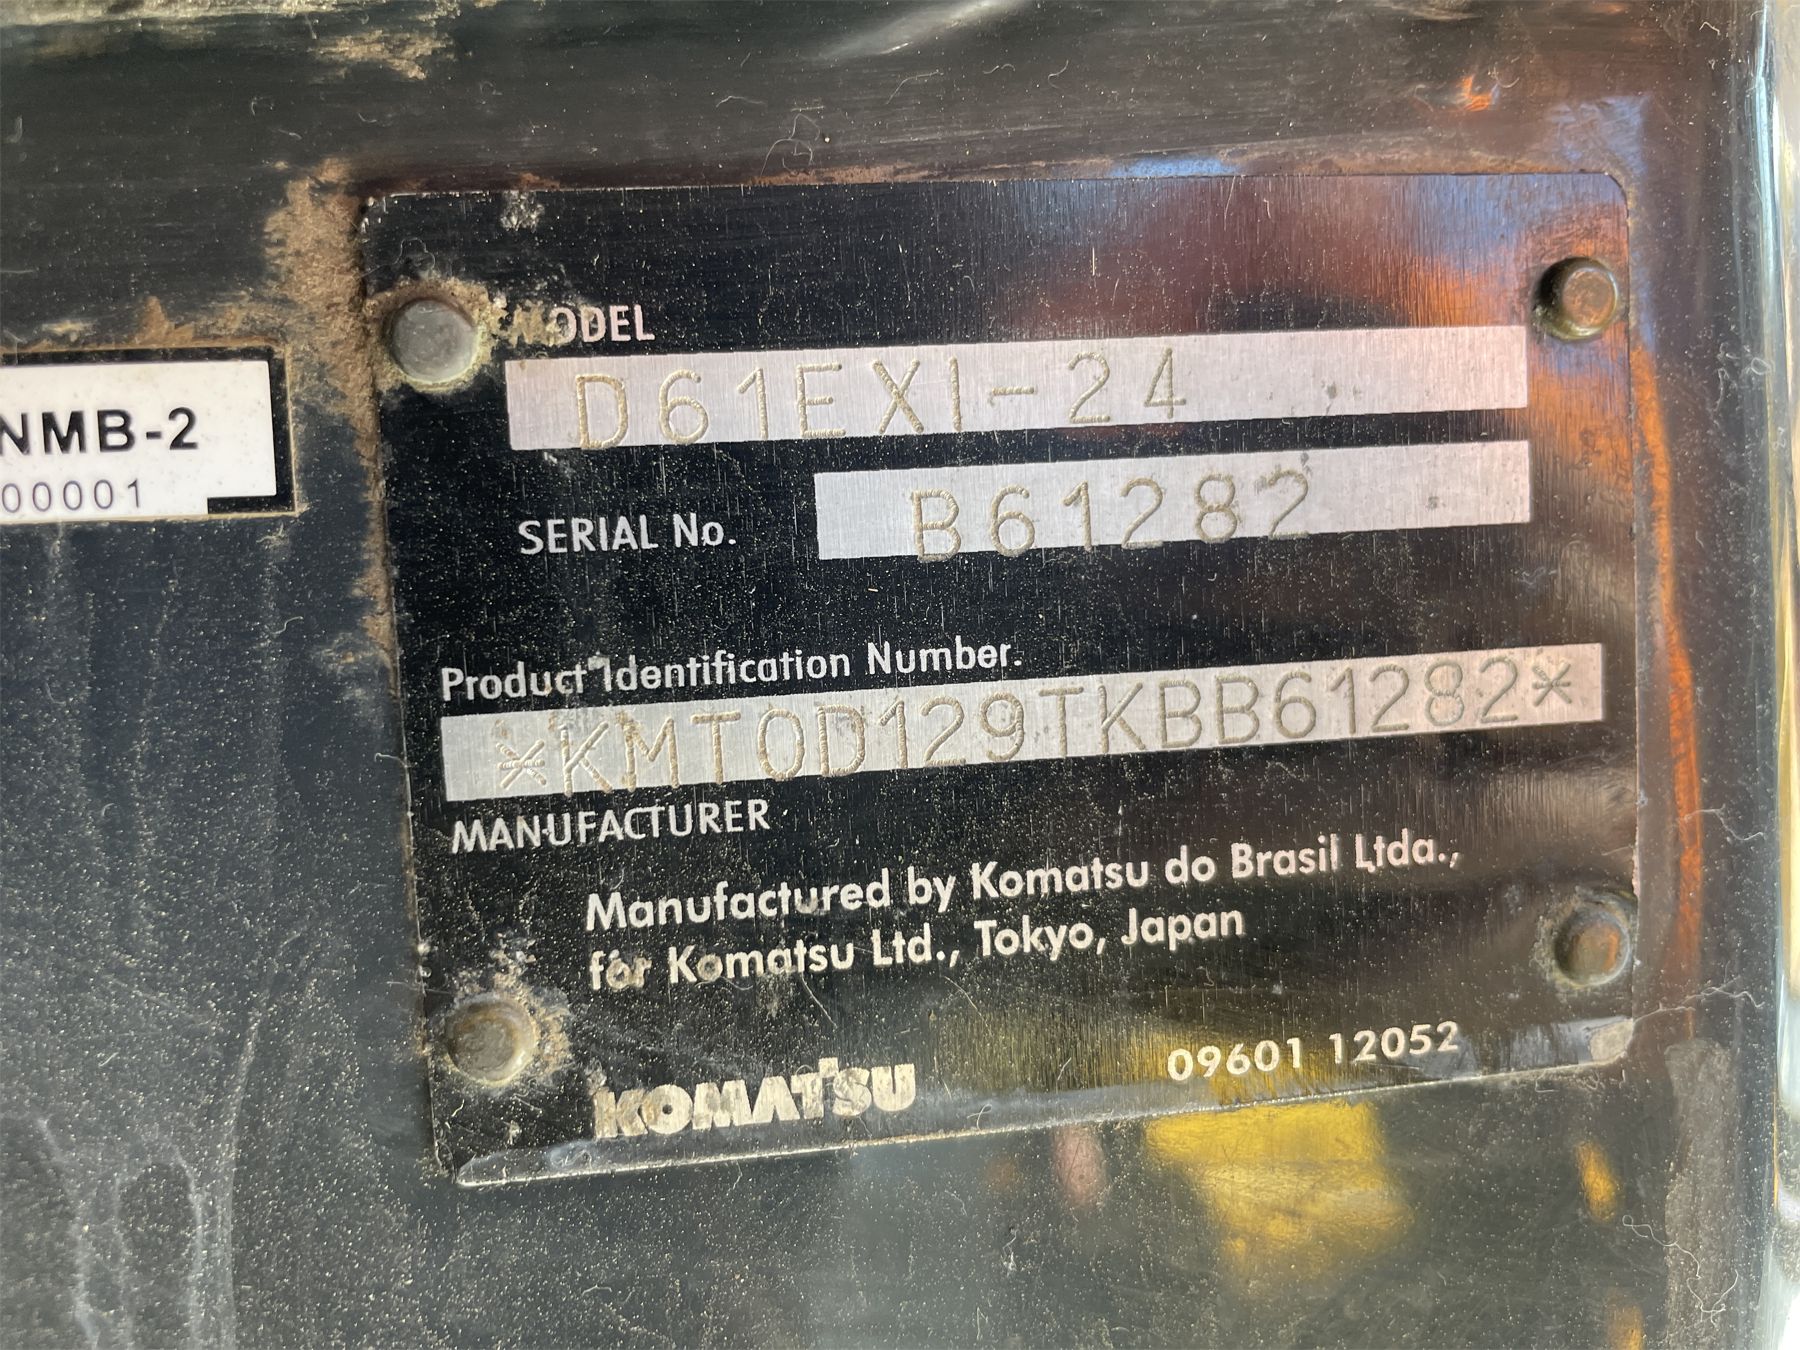 MODEL
D61EXI-24
NMB-2
00001
SERIAL No.
B61282
Product Identification Number.
*KMT0D129TKBB61282*
MANUFACTURER
Manufactured by Komatsu do Brasil Ltda.,
for Komatsu Ltd., Tokyo, Japan
KOMATSU
09601 12052